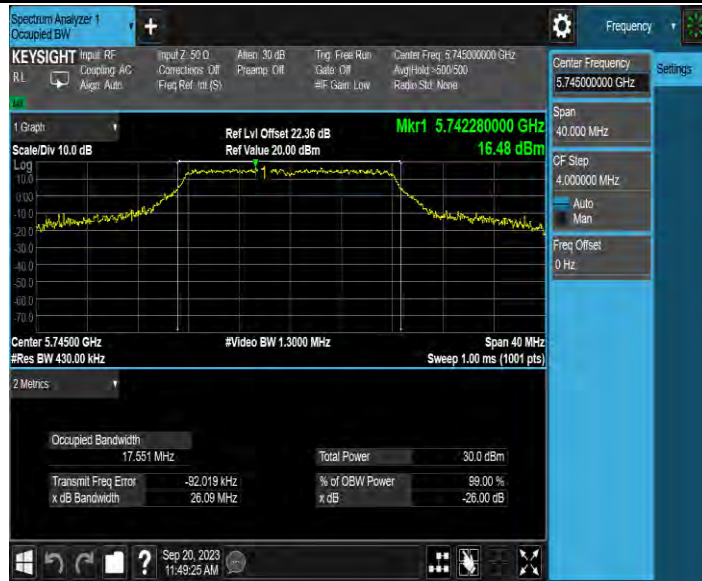 Spectrum Analyzer 1
Occupied BW
+
Frequency
KEYSIGHT
Input: RF
Coupling: AC
Align: Auto
Input Z: 50 Ω
Corrections: Off
Freq Ref: Int (S)
Atten: 30 dB
Preamp: Off
Trig: Free Run
Gate: Off
#IF Gain: Low
Center Freq: 5.745000000 GHz
Avg|Hold:>500/500
Radio Std: None
RL
Center Frequency
5.745000000 GHz
Settings
Span
40.000 MHz
CF Step
4.000000 MHz
Auto
Man
Freq Offset
0 Hz
1 Graph
Scale/Div 10.0 dB
Ref Lvl Offset 22.36 dB
Ref Value 20.00 dBm
Mkr1 5.742280000 GHz
16.48 dBm
Log
10.0
0.00
-10.0
-20.0
-30.0
-40.0
-50.0
-60.0
-70.0
1
Center 5.74500 GHz
#Res BW 430.00 kHz
#Video BW 1.3000 MHz
Span 40 MHz
Sweep 1.00 ms (1001 pts)
2 Metrics
Occupied Bandwidth
17.551 MHz
Total Power 30.0 dBm
Transmit Freq Error -92.019 kHz
% of OBW Power 99.00 %
x dB Bandwidth 26.09 MHz
x dB -26.00 dB
?
Sep 20, 2023
11:49:25 AM